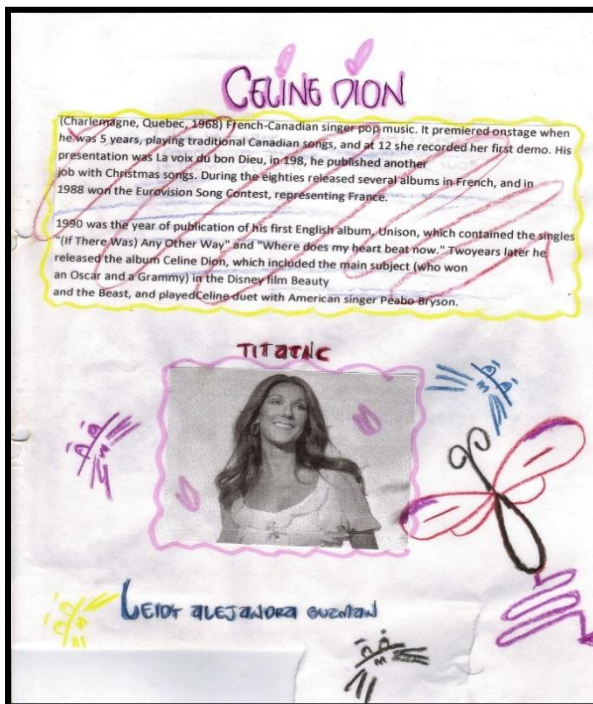 CELINE DION
(Charlemagne, Quebec, 1968) French-Canadian singer pop music. It premiered onstage when
he was 5 years, playing traditional Canadian songs, and at 12 she recorded her first demo. His
presentation was La voix du bon Dieu, in 198, he published another
job with Christmas songs. During the eighties released several albums in French, and in
1988 won the Eurovision Song Contest, representing France.
1990 was the year of publication of his first English album, Unison, which contained the singles
"(If There Was) Any Other Way" and "Where does my heart beat now." Twoyears later he
released the album Celine Dion, which included the main subject (who won
an Oscar and a Grammy) in the Disney film Beauty
and the Beast, and playedCeline duet with American singer Peabo Bryson.
TITaTNC
LEIDY aLEJaNDRa GUZMaN